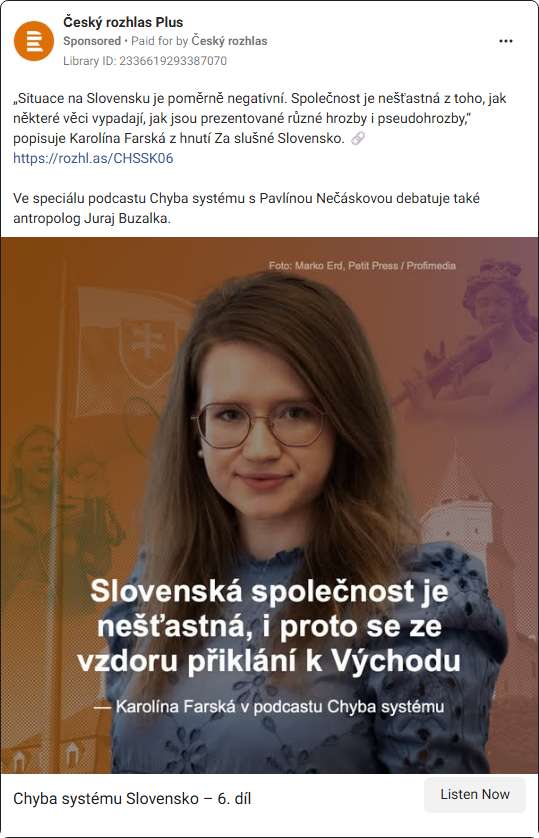 Český rozhlas Plus
Sponsored • Paid for by Český rozhlas
Library ID: 2336619293387070
„Situace na Slovensku je poměrně negativní. Společnost je nešťastná z toho, jak
některé věci vypadají, jak jsou prezentované různé hrozby i pseudohrozby,“
popisuje Karolína Farská z hnutí Za slušné Slovensko. 🔗
https://rozhl.as/CHSSK06
Ve speciálu podcastu Chyba systému s Pavlínou Nečáskovou debatuje také
antropolog Juraj Buzalka.
Foto: Marko Erd, Petit Press / Profimedia
Slovenská společnost je
nešťastná, i proto se ze
vzdoru přiklání k Východu
— Karolína Farská v podcastu Chyba systému
Chyba systému Slovensko – 6. díl
Listen Now